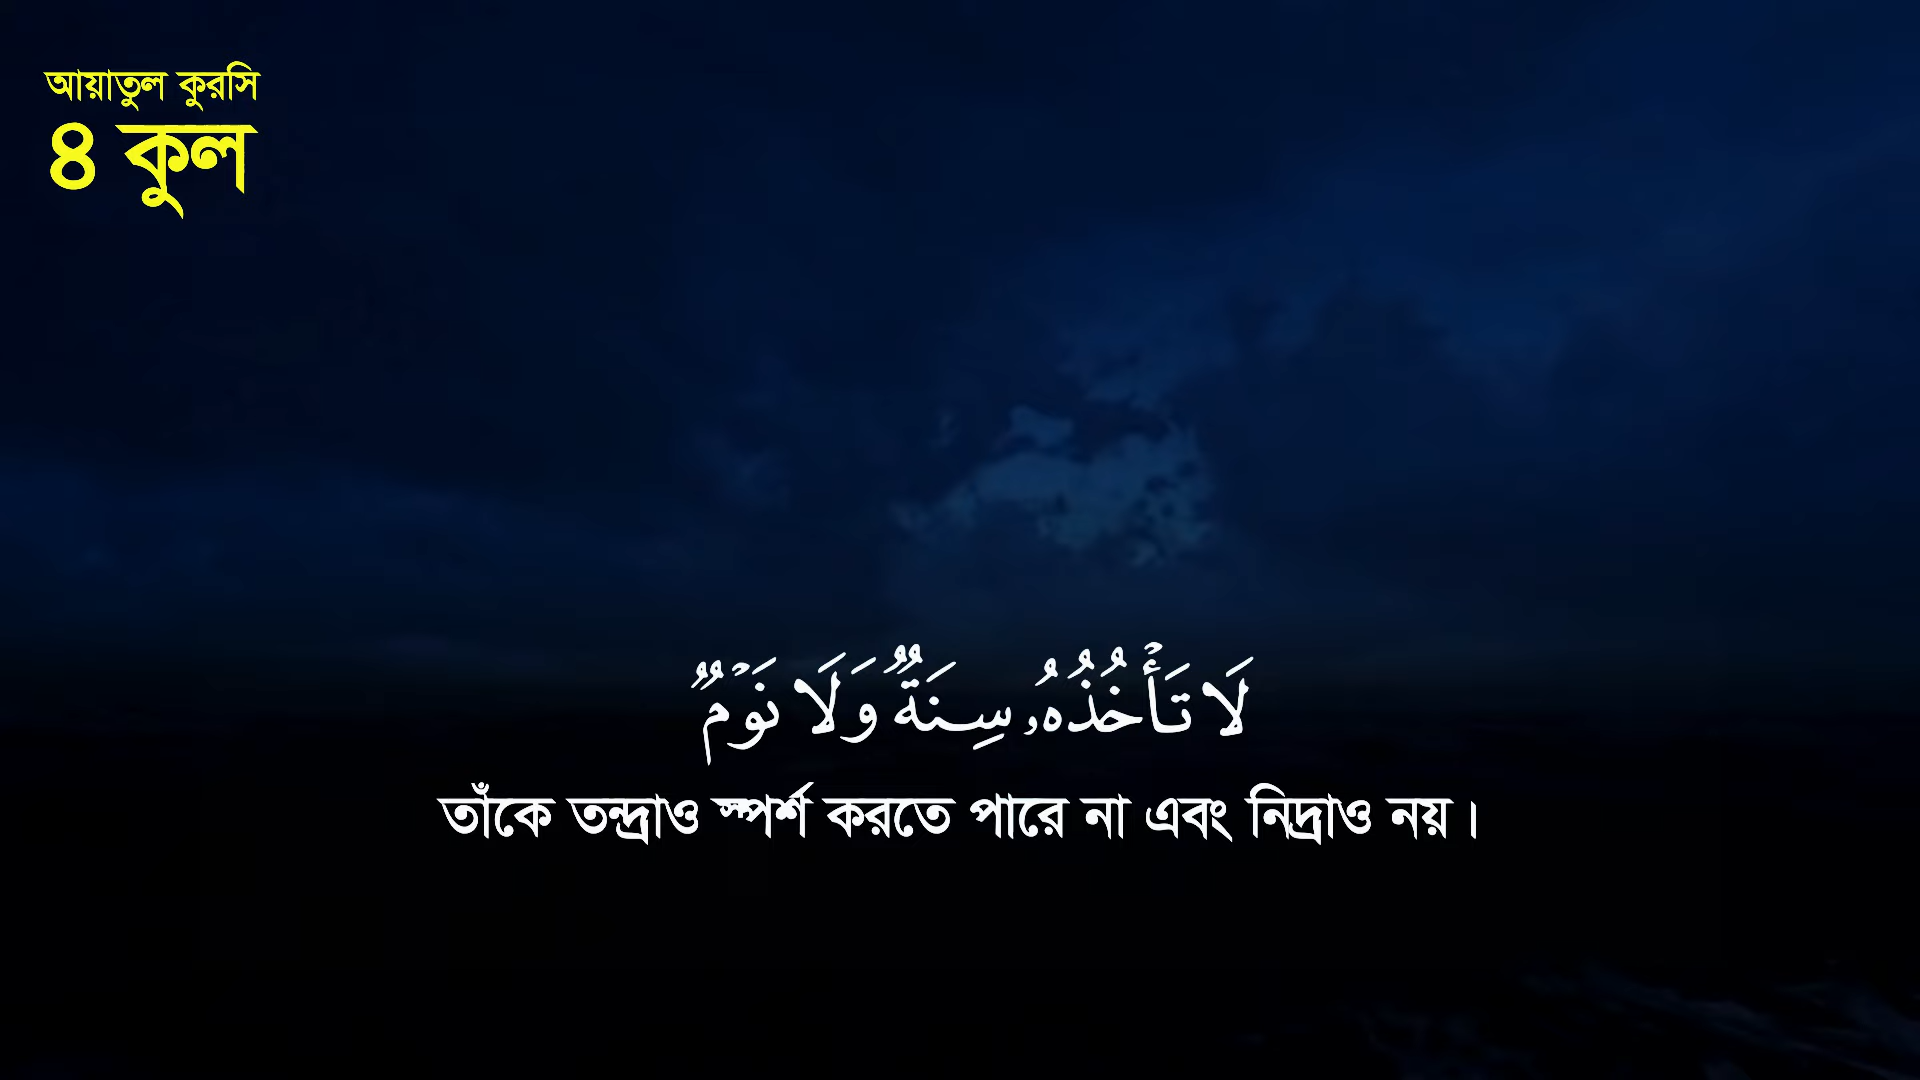 আয়াতুল কুরসি
৪ কুল
لَا تَأۡخُذُهُۥ سِنَةٌ وَلَا نَوۡمٌ
তাঁকে তন্দ্রাও স্পর্শ করতে পারে না এবং নিদ্রাও নয়।